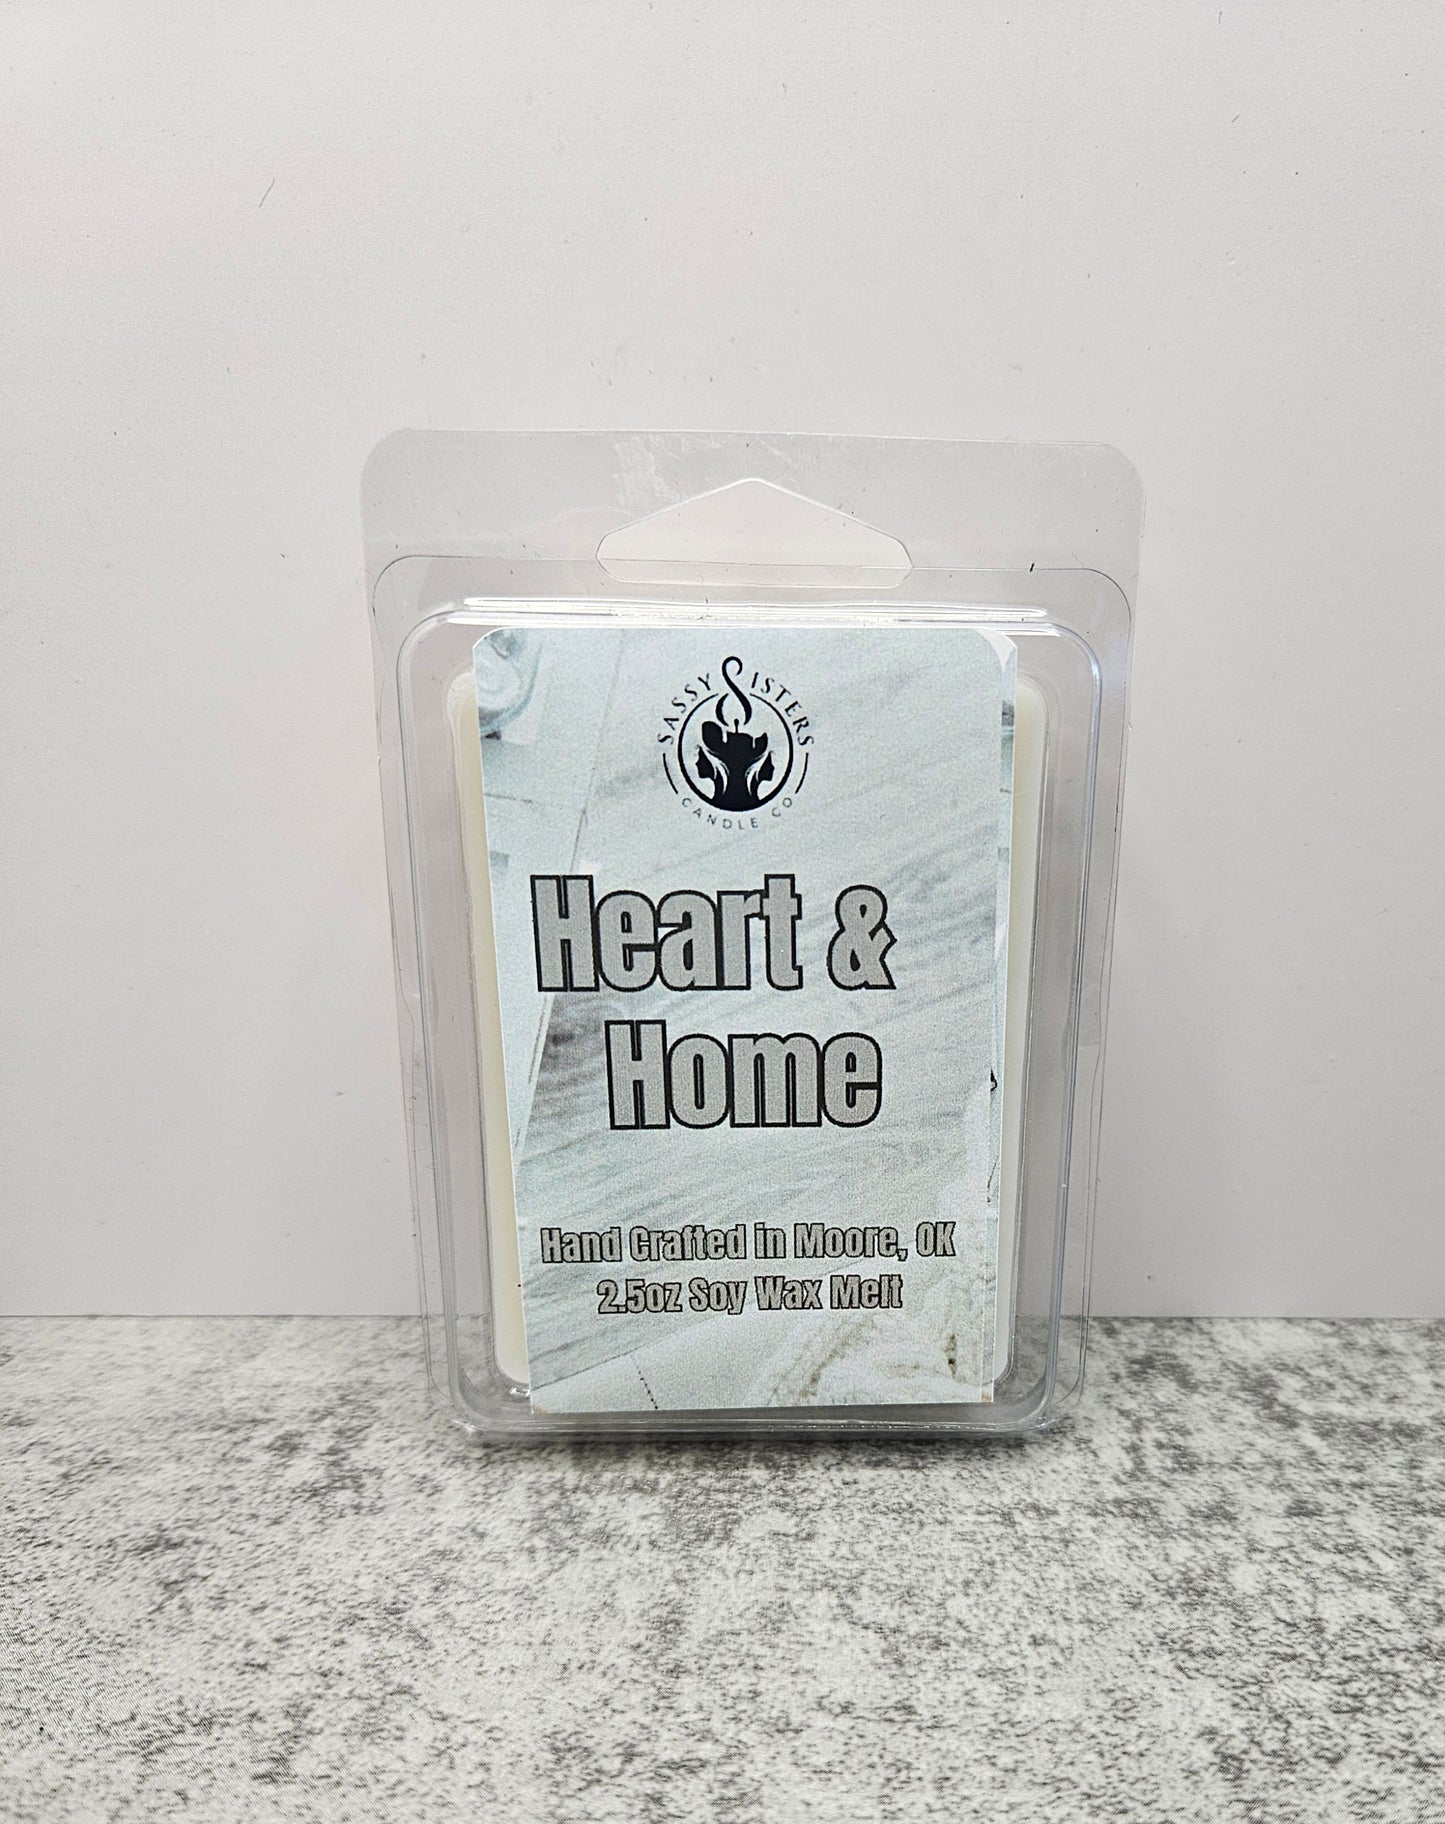 SASSY SISTERS
CANDLE CO
Heart &
Home
Hand Crafted in Moore, OK
2.5oz Soy Wax Melt